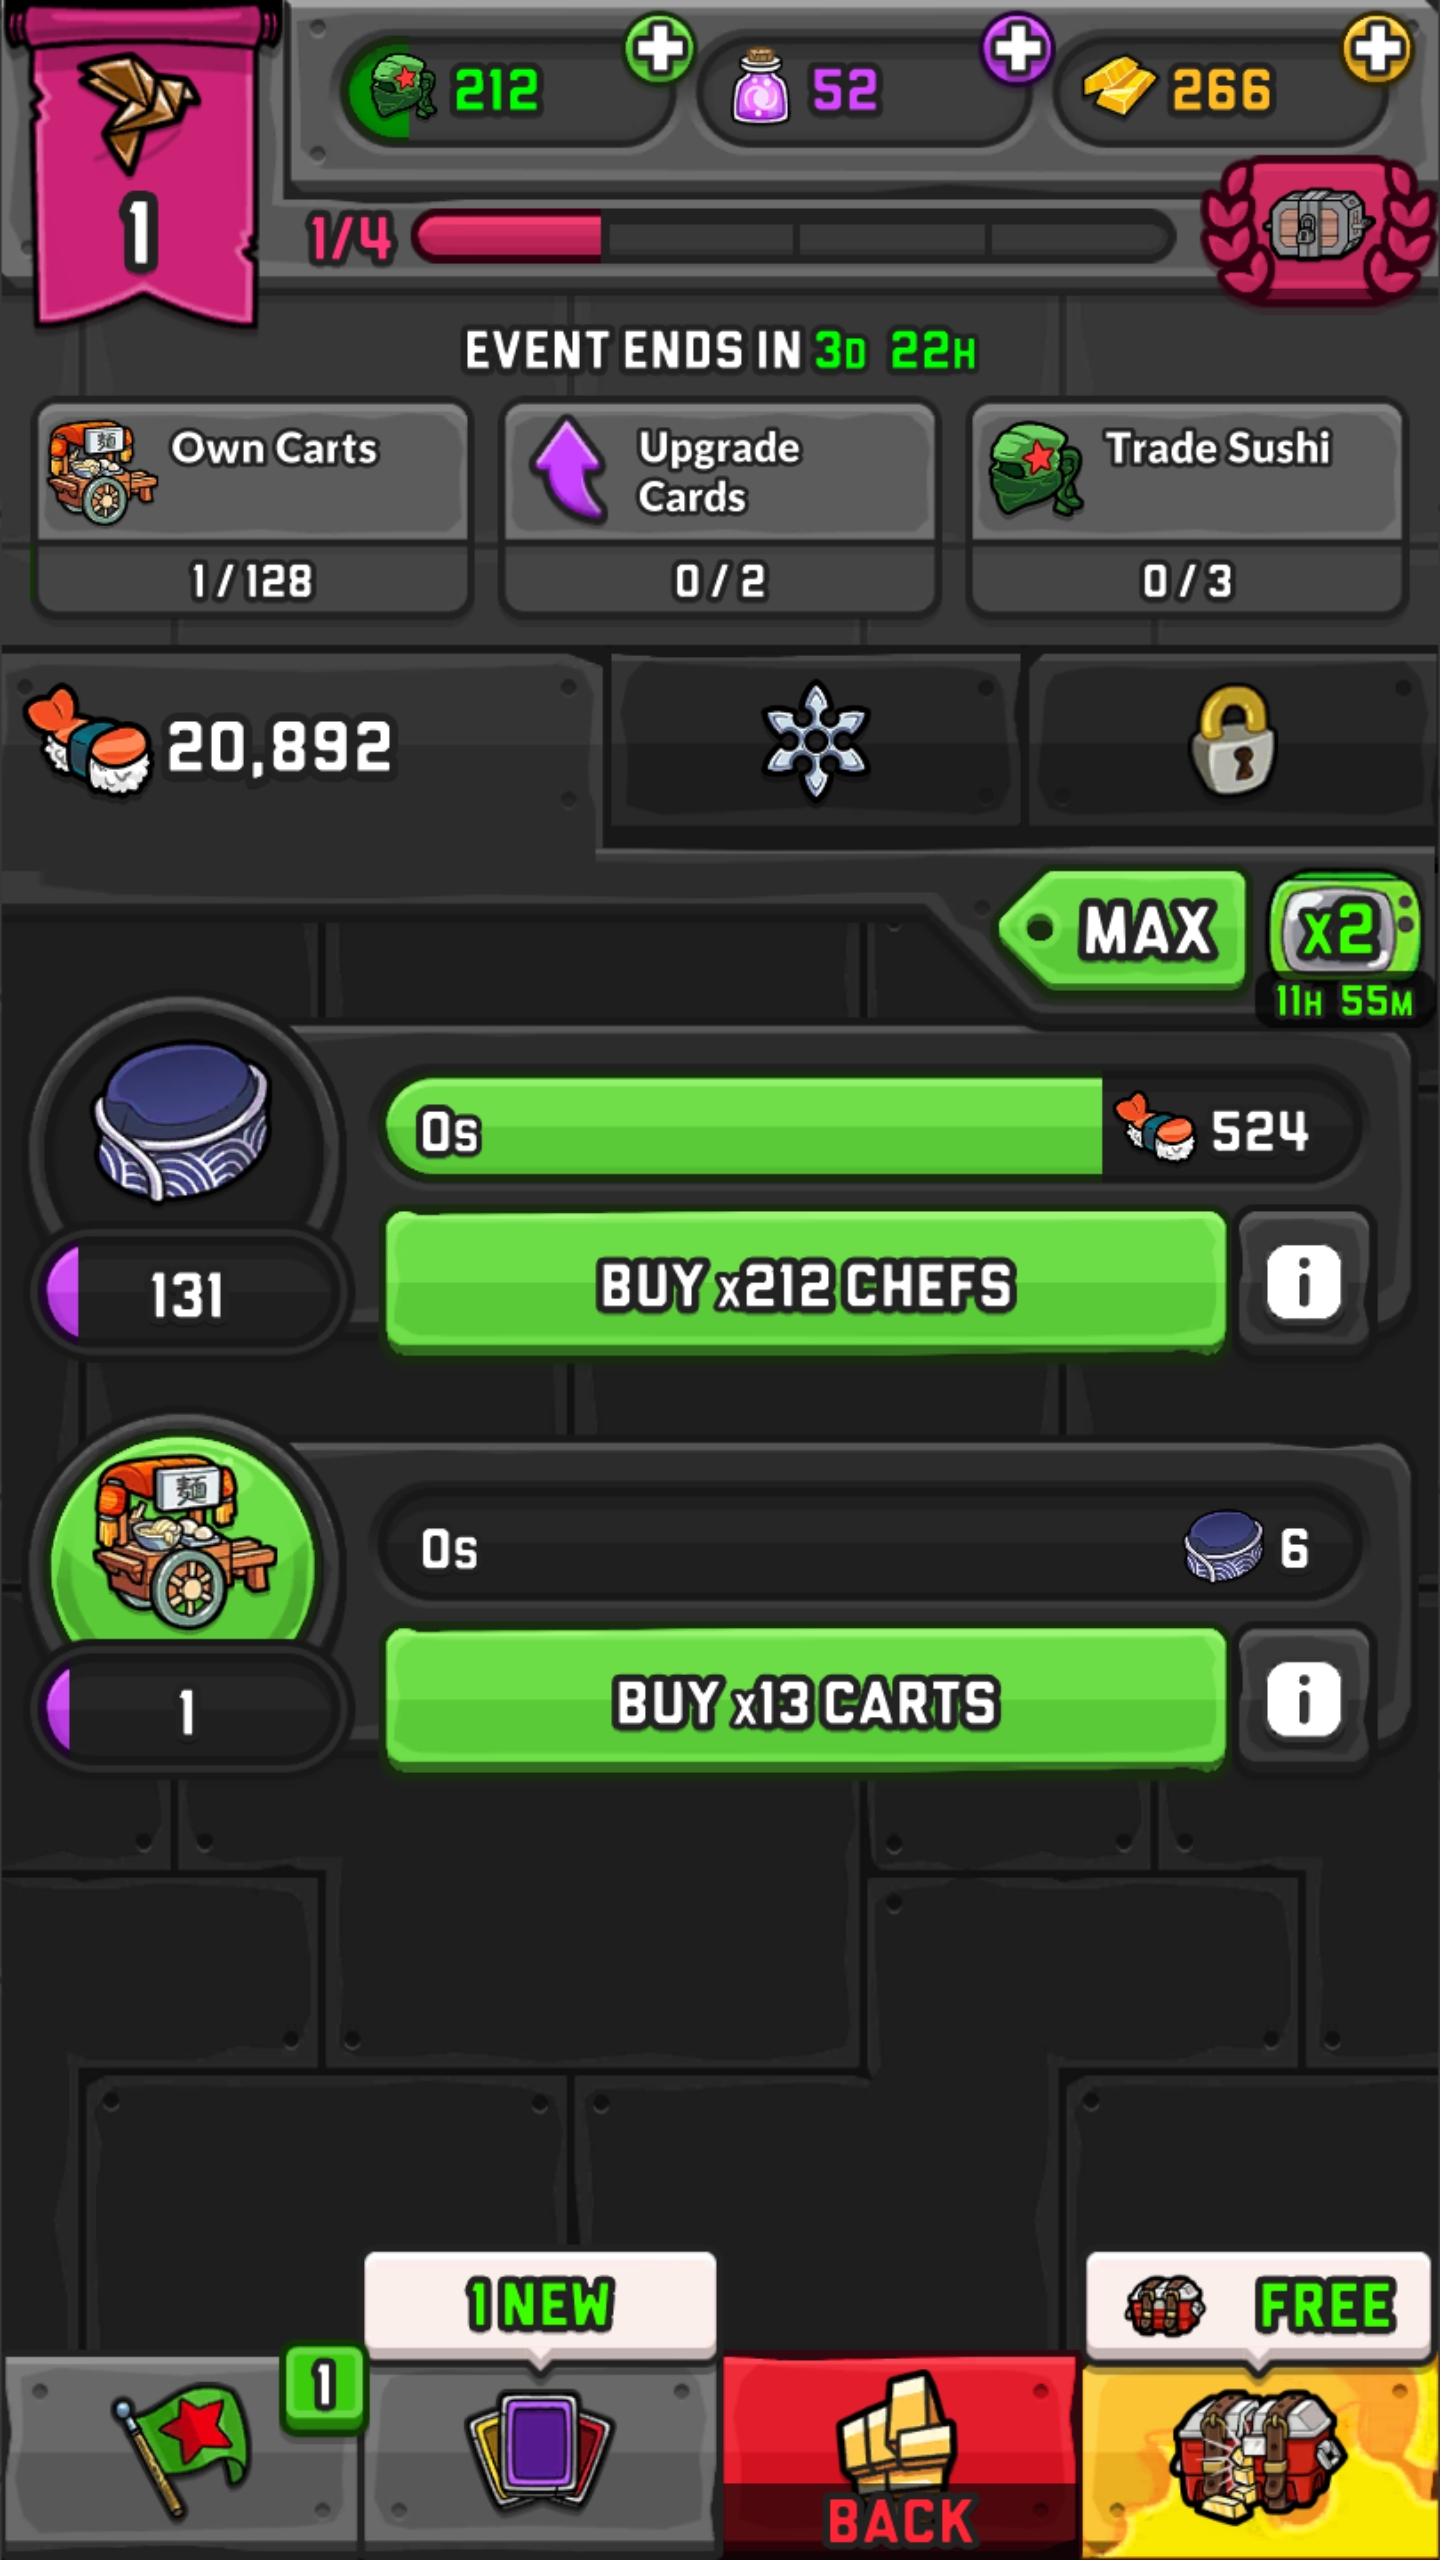 212
52
266
1
1/4
EVENT ENDS IN 3D 22H
Own Carts
1/128
Upgrade
Cards
0/2
Trade Sushi
0/3
20,892
MAX
x2
11H 55M
0s
524
131
BUY x212 CHEFS
i
麺
0s
6
1
BUY x13 CARTS
i
1 NEW
FREE
1
BACK